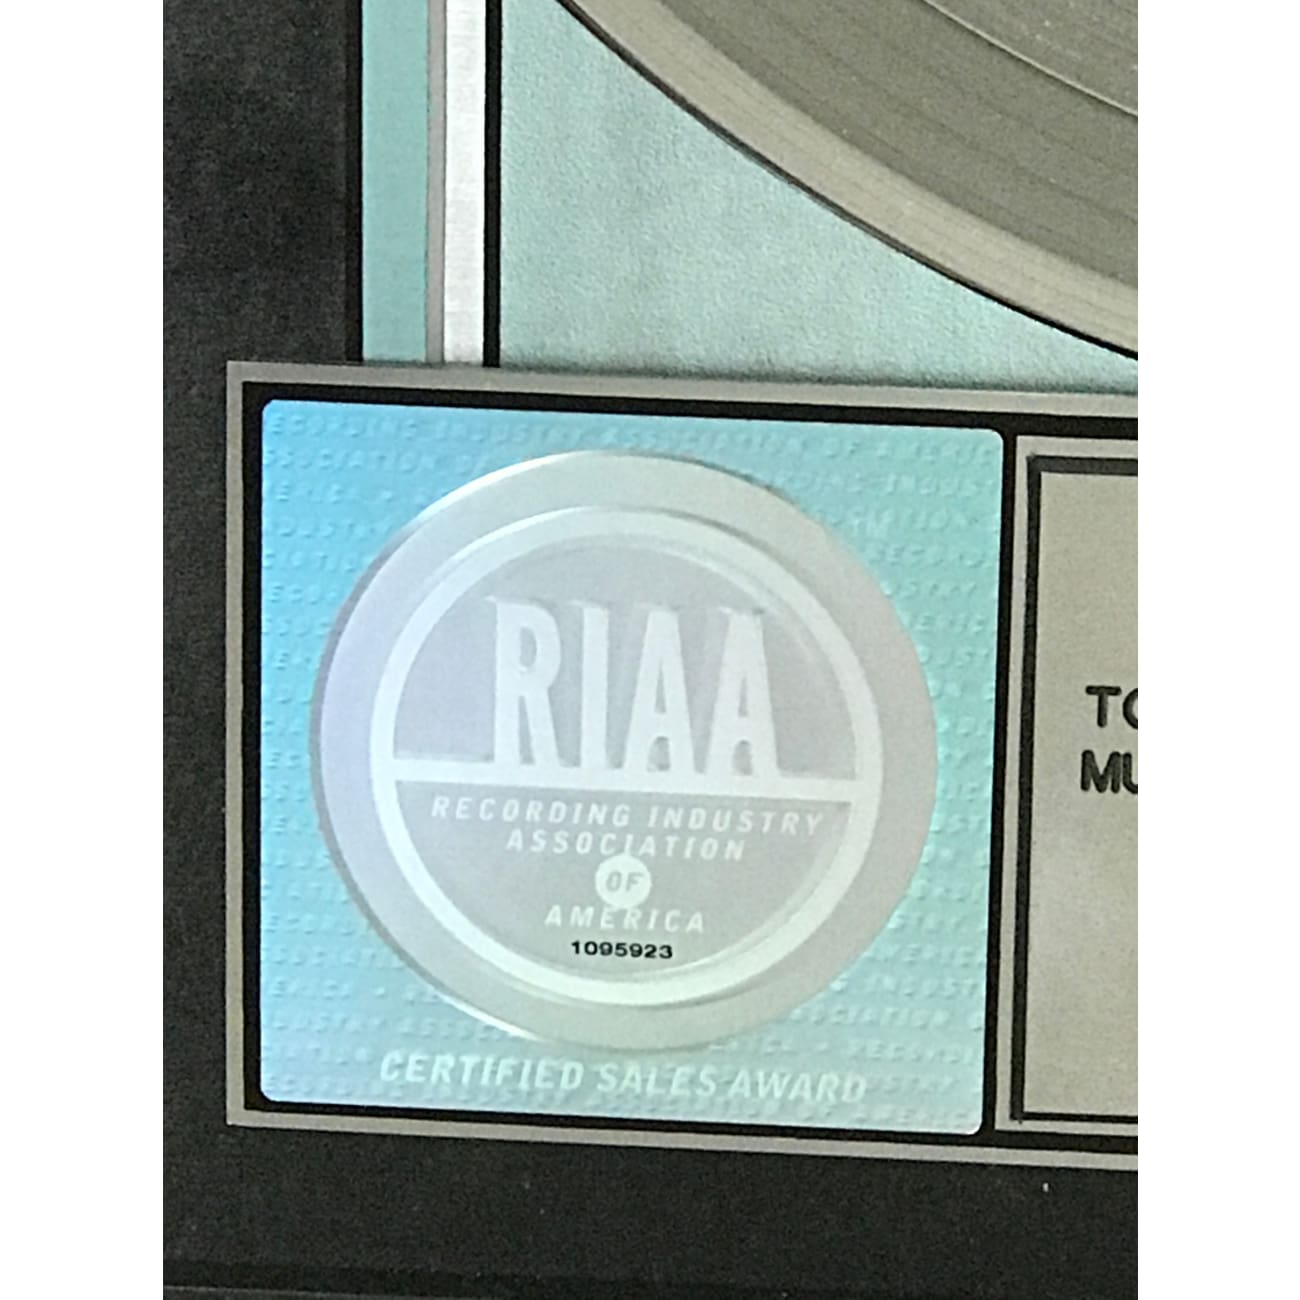 RIAA
RECORDING INDUSTRY
ASSOCIATION
OF
AMERICA
1095923
CERTIFIED SALES AWARD
TO
MU